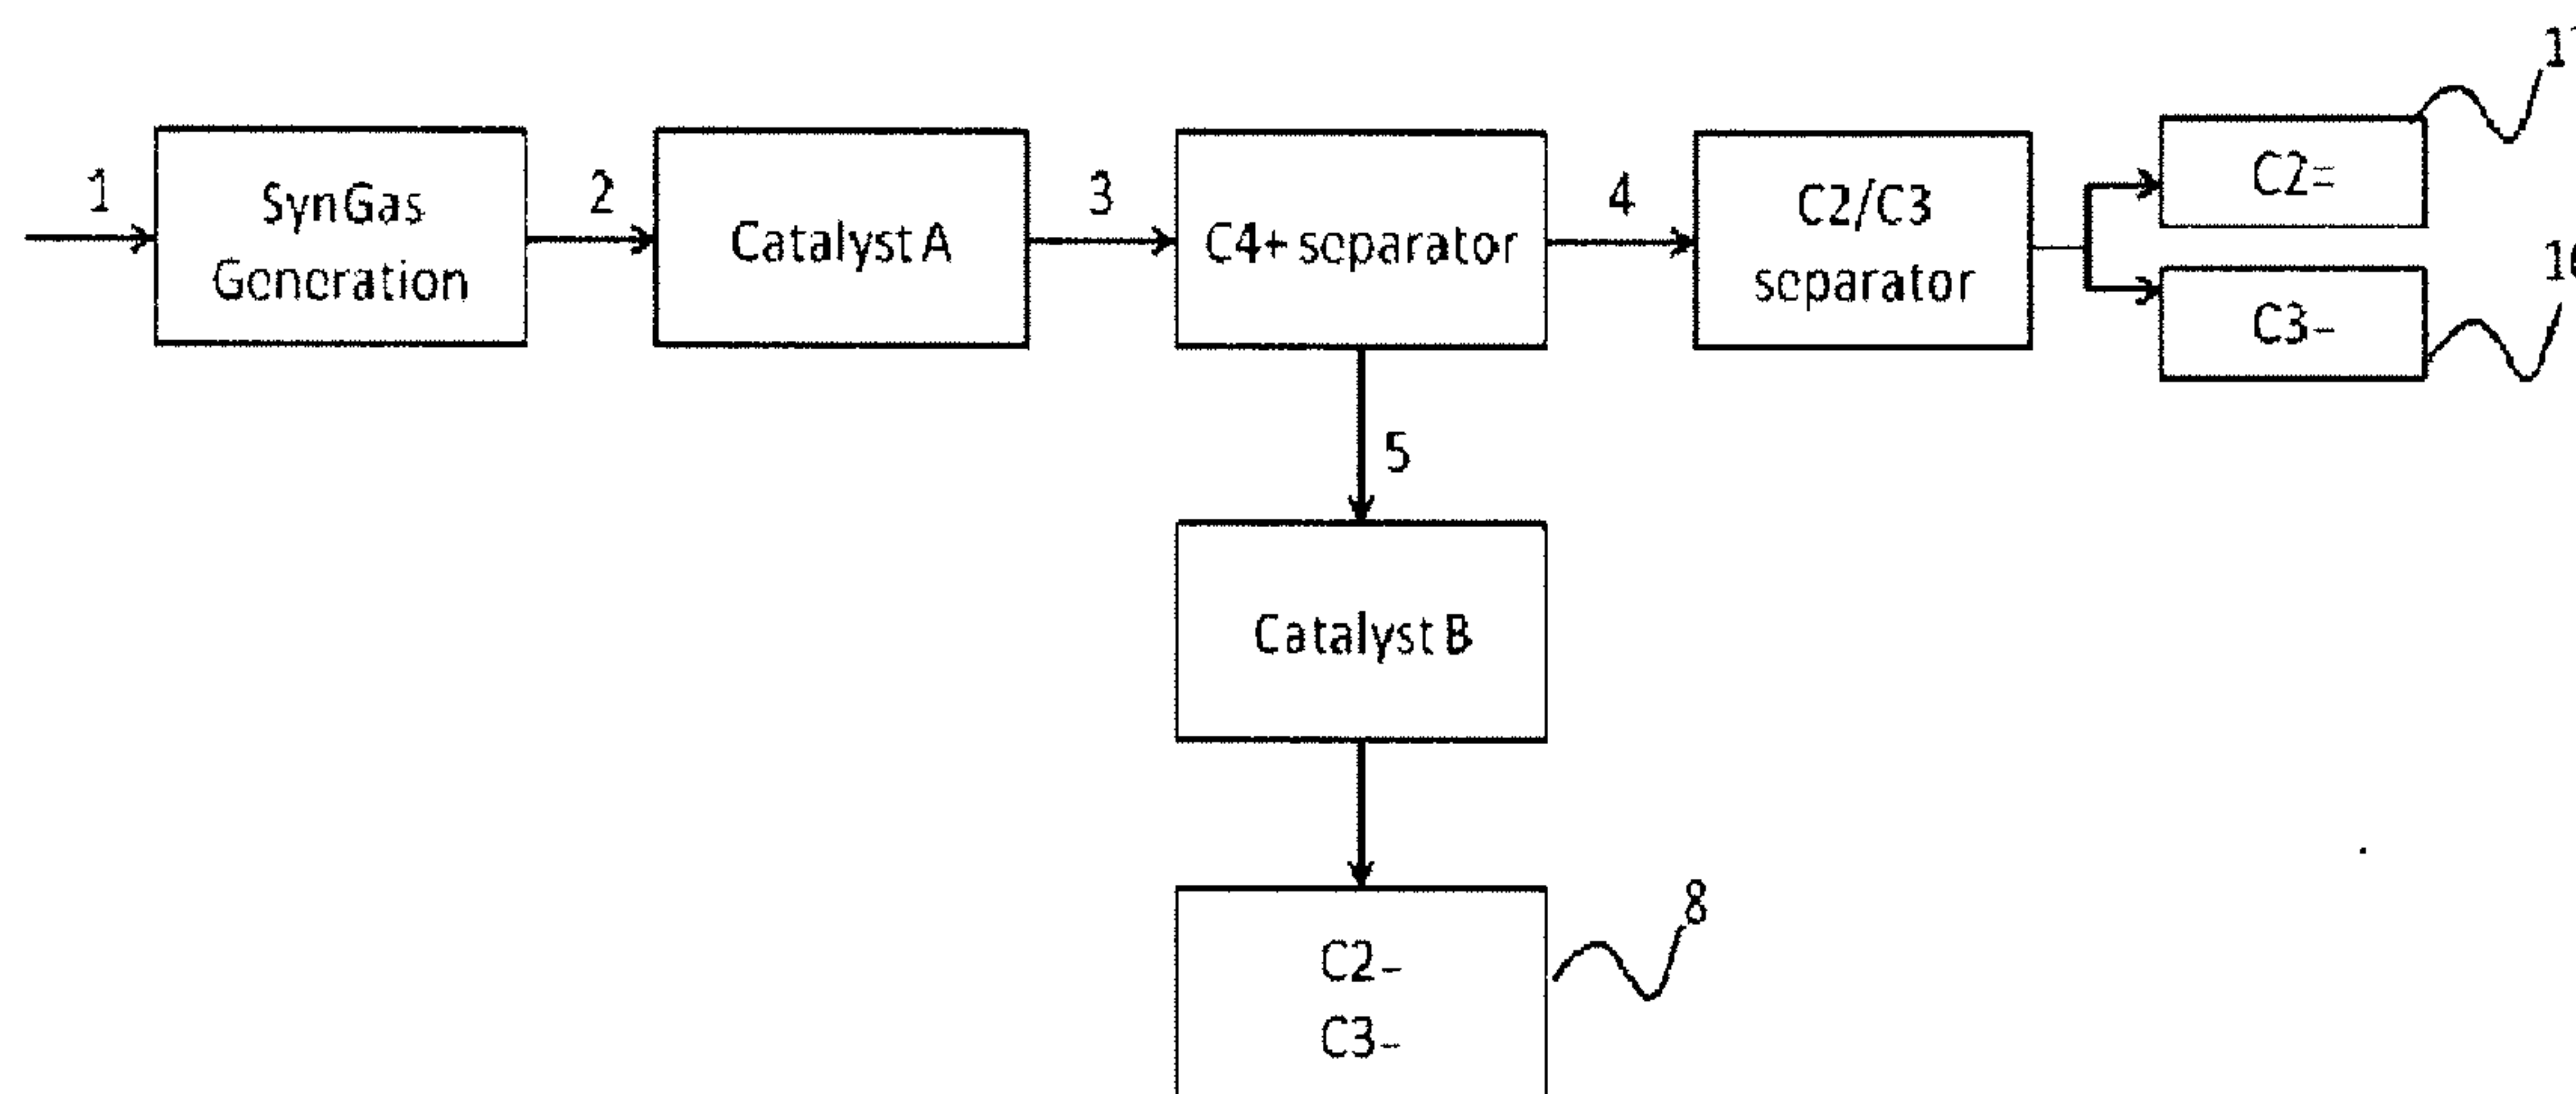 1
SynGas
Generation
2
Catalyst A
3
C4+ separator
4
C2/C3
separator
C2=
C3-
5
Catalyst B
C2-
C3-
8